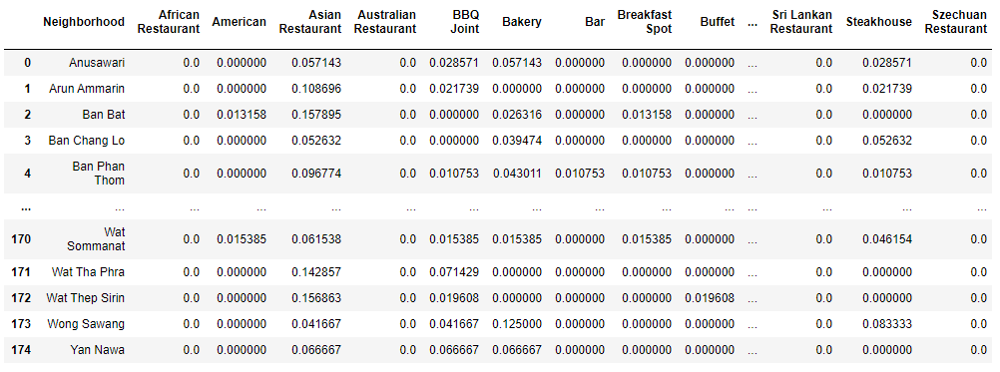 Neighborhood African Restaurant American Asian Restaurant Australian Restaurant BBQ Joint Bakery Bar Breakfast Spot Buffet ... Sri Lankan Restaurant Steakhouse Szechuan Restaurant
0 Anusawari 0.0 0.000000 0.057143 0.0 0.028571 0.057143 0.000000 0.000000 0.000000 ... 0.0 0.028571 0.0
1 Arun Ammarin 0.0 0.000000 0.108696 0.0 0.021739 0.000000 0.000000 0.000000 0.000000 ... 0.0 0.021739 0.0
2 Ban Bat 0.0 0.013158 0.157895 0.0 0.000000 0.026316 0.000000 0.013158 0.000000 ... 0.0 0.000000 0.0
3 Ban Chang Lo 0.0 0.000000 0.052632 0.0 0.000000 0.039474 0.000000 0.000000 0.000000 ... 0.0 0.052632 0.0
4 Ban Phan Thom 0.0 0.000000 0.096774 0.0 0.010753 0.043011 0.010753 0.010753 0.000000 ... 0.0 0.010753 0.0
... ... ... ... ... ... ... ... ... ... ... ... ... ... ...
170 Wat Sommanat 0.0 0.015385 0.061538 0.0 0.015385 0.015385 0.000000 0.015385 0.000000 ... 0.0 0.046154 0.0
171 Wat Tha Phra 0.0 0.000000 0.142857 0.0 0.071429 0.000000 0.000000 0.000000 0.000000 ... 0.0 0.000000 0.0
172 Wat Thep Sirin 0.0 0.000000 0.156863 0.0 0.019608 0.000000 0.000000 0.000000 0.019608 ... 0.0 0.000000 0.0
173 Wong Sawang 0.0 0.000000 0.041667 0.0 0.041667 0.125000 0.000000 0.000000 0.000000 ... 0.0 0.083333 0.0
174 Yan Nawa 0.0 0.000000 0.066667 0.0 0.066667 0.066667 0.000000 0.000000 0.000000 ... 0.0 0.000000 0.0